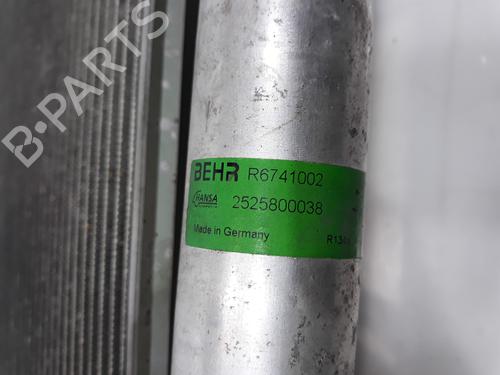 B-PARTS
BEHR R6741002
HANSA 2525800038
Made in Germany